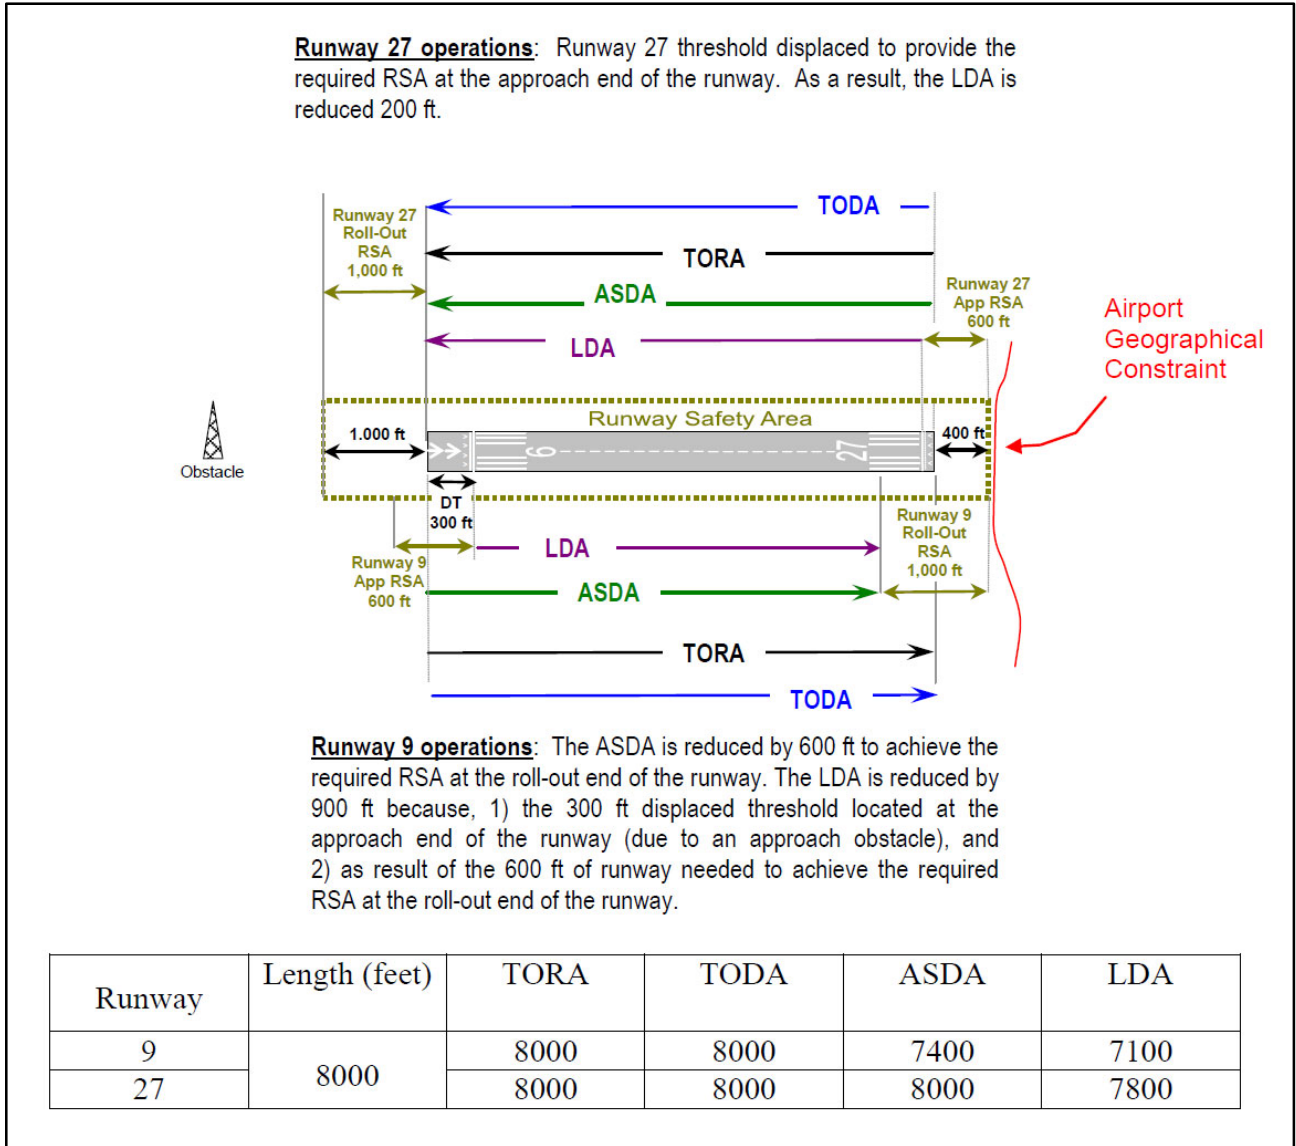 Runway 27 operations: Runway 27 threshold displaced to provide the
required RSA at the approach end of the runway. As a result, the LDA is
reduced 200 ft.
TODA
Runway 27
Roll-Out
RSA
1,000 ft
TORA
ASDA
Runway 27
App RSA
600 ft
LDA
Airport
Geographical
Constraint
Runway Safety Area
1.000 ft
9
27
400 ft
Obstacle
DT
300 ft
Runway 9
Roll-Out
RSA
1,000 ft
LDA
Runway 9
App RSA
600 ft
ASDA
TORA
TODA
Runway 9 operations: The ASDA is reduced by 600 ft to achieve the
required RSA at the roll-out end of the runway. The LDA is reduced by
900 ft because, 1) the 300 ft displaced threshold located at the
approach end of the runway (due to an approach obstacle), and
2) as result of the 600 ft of runway needed to achieve the required
RSA at the roll-out end of the runway.
Runway Length (feet) TORA TODA ASDA LDA
9 8000 8000 8000 7400 7100
27 8000 8000 8000 7800